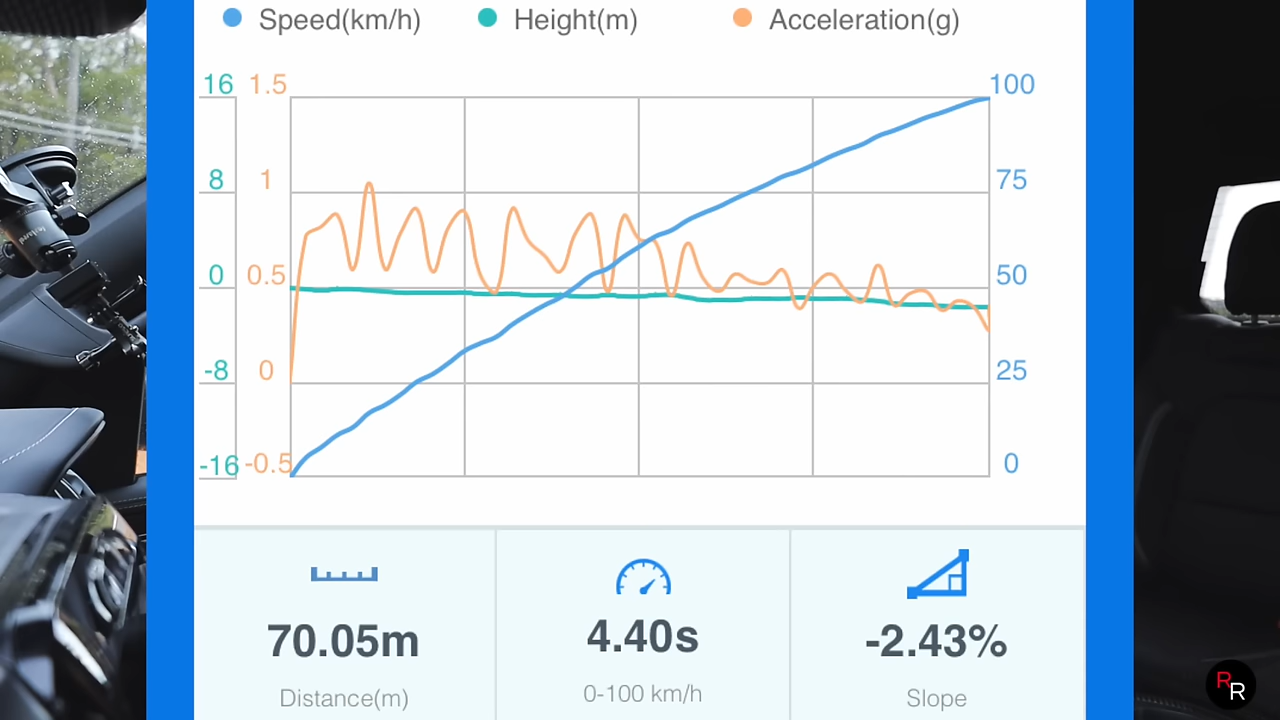 Speed(km/h) Height(m) Acceleration(g)
16 1.5 100
8 1 75
0 0.5 50
-8 0 25
-16 -0.5 0
70.05m 4.40s -2.43%
Distance(m) 0-100 km/h Slope
RR